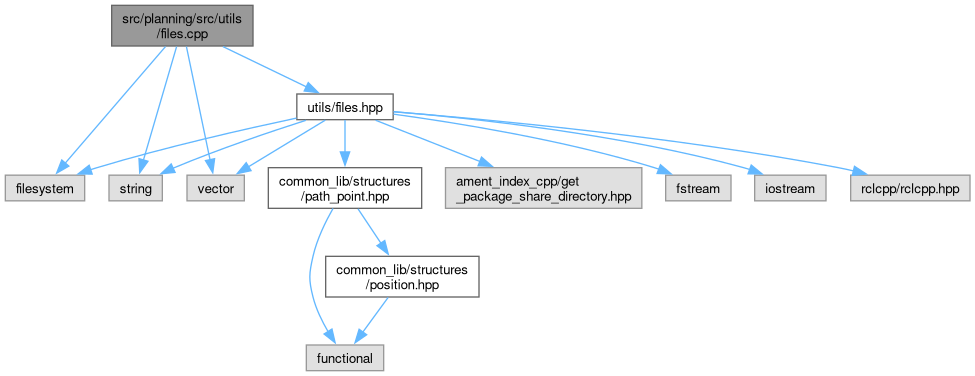 src/planning/src/utils
/files.cpp
utils/files.hpp
filesystem
string
vector
common_lib/structures
/path_point.hpp
ament_index_cpp/get
_package_share_directory.hpp
fstream
iostream
rclcpp/rclcpp.hpp
common_lib/structures
/position.hpp
functional